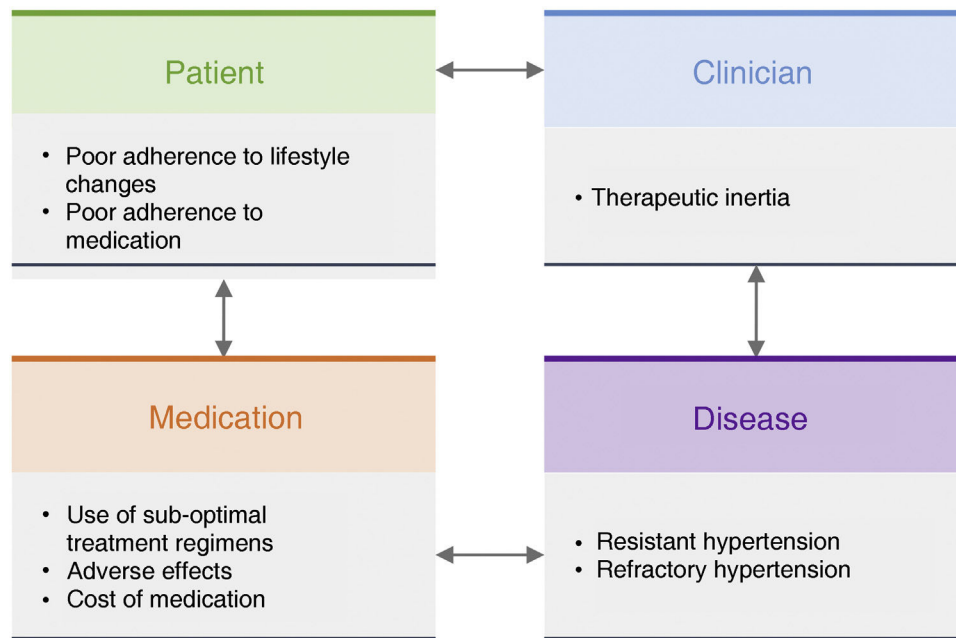 Patient
• Poor adherence to lifestyle
changes
• Poor adherence to
medication
Clinician
• Therapeutic inertia
Medication
• Use of sub-optimal
treatment regimens
• Adverse effects
• Cost of medication
Disease
• Resistant hypertension
• Refractory hypertension